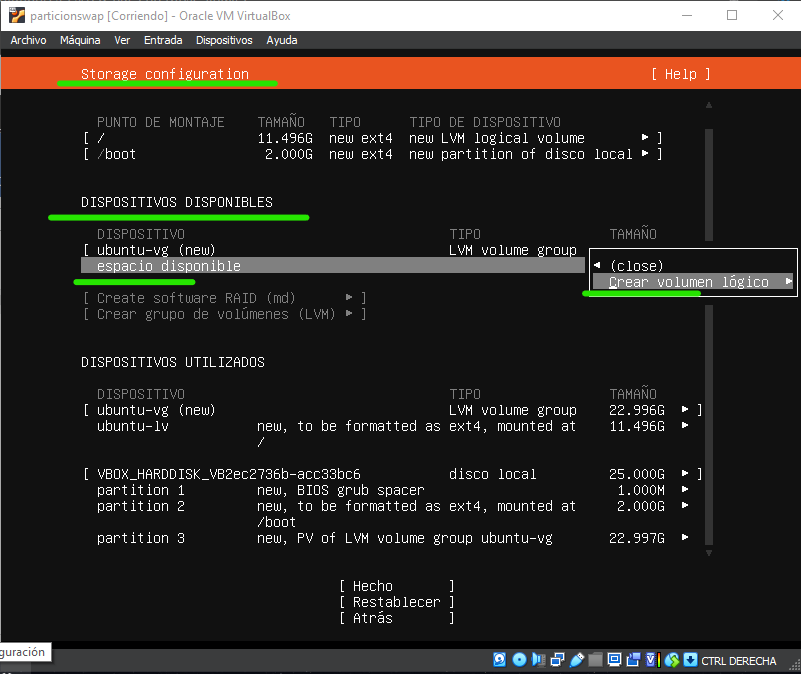 particionswap [Corriendo] - Oracle VM VirtualBox
Archivo Máquina Ver Entrada Dispositivos Ayuda
Storage configuration [ Help ]
PUNTO DE MONTAJE TAMAÑO TIPO TIPO DE DISPOSITIVO
[ / 11.496G new ext4 new LVM logical volume ▸ ]
[ /boot 2.000G new ext4 new partition of disco local ▸ ]
DISPOSITIVOS DISPONIBLES
DISPOSITIVO TIPO TAMAÑO
[ ubuntu-vg (new) LVM volume group
espacio disponible ◂ (close)
Crear volumen lógico ▸
[ Create software RAID (md) ▸ ]
[ Crear grupo de volúmenes (LVM) ▸ ]
DISPOSITIVOS UTILIZADOS
DISPOSITIVO TIPO TAMAÑO
[ ubuntu-vg (new) LVM volume group 22.996G ▸ ]
ubuntu-lv new, to be formatted as ext4, mounted at 11.496G ▸
/
[ VBOX_HARDDISK_VB2ec2736b-acc33bc6 disco local 25.000G ▸ ]
partition 1 new, BIOS grub spacer 1.000M ▸
partition 2 new, to be formatted as ext4, mounted at 2.000G ▸
/boot
partition 3 new, PV of LVM volume group ubuntu-vg 22.997G ▸
[ Hecho ]
[ Restablecer ]
[ Atrás ]
guración
CTRL DERECHA